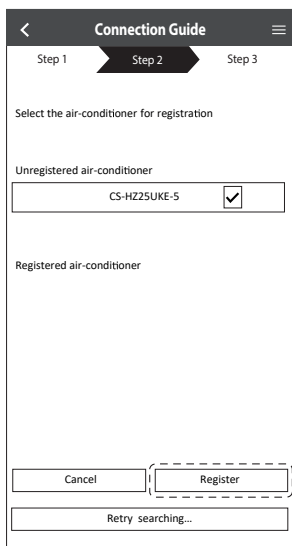 Connection Guide
Step 1 Step 2 Step 3
Select the air-conditioner for registration
Unregistered air-conditioner
CS-HZ25UKE-5
Registered air-conditioner
Cancel Register
Retry searching...